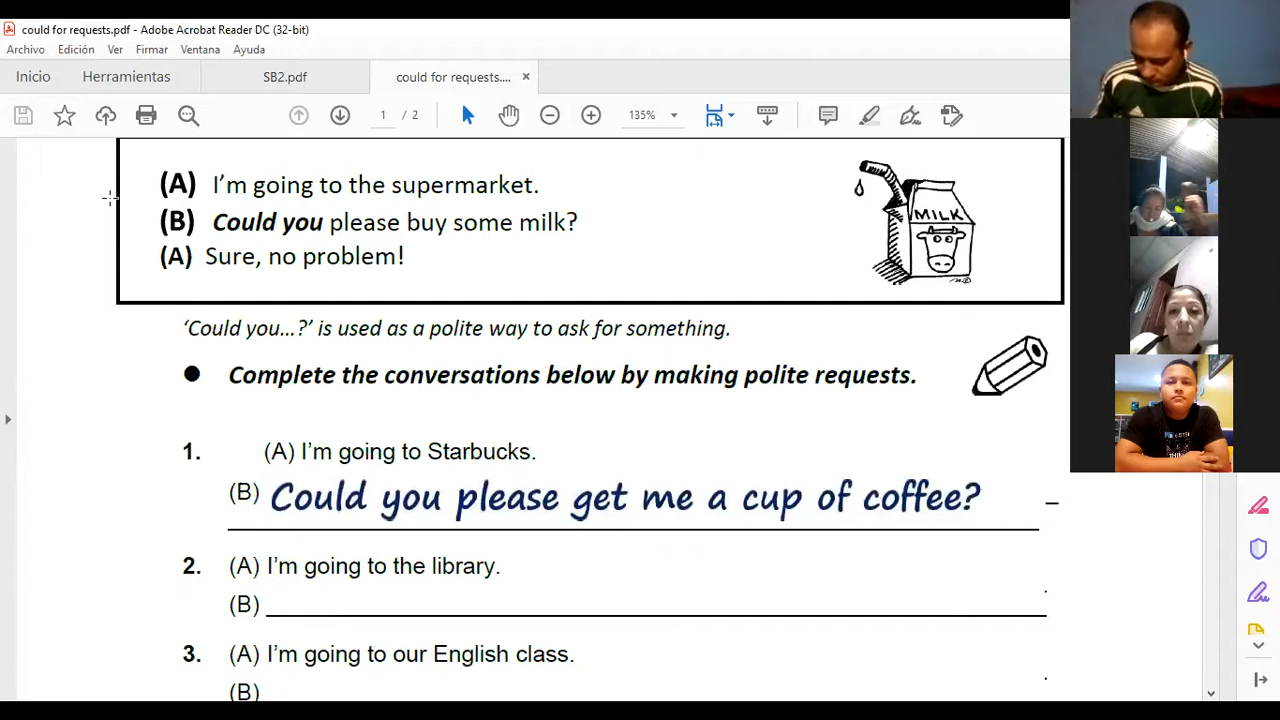 could for requests.pdf - Adobe Acrobat Reader DC (32-bit)
Archivo Edición Ver Firmar Ventana Ayuda
Inicio Herramientas SB2.pdf could for requests.... ×
1 / 2 135%
(A) I'm going to the supermarket.
(B) Could you please buy some milk?
(A) Sure, no problem!
MILK
'Could you...?' is used as a polite way to ask for something.
● Complete the conversations below by making polite requests.
1. (A) I'm going to Starbucks.
(B) Could you please get me a cup of coffee?
2. (A) I'm going to the library.
(B)
3. (A) I'm going to our English class.
(B)